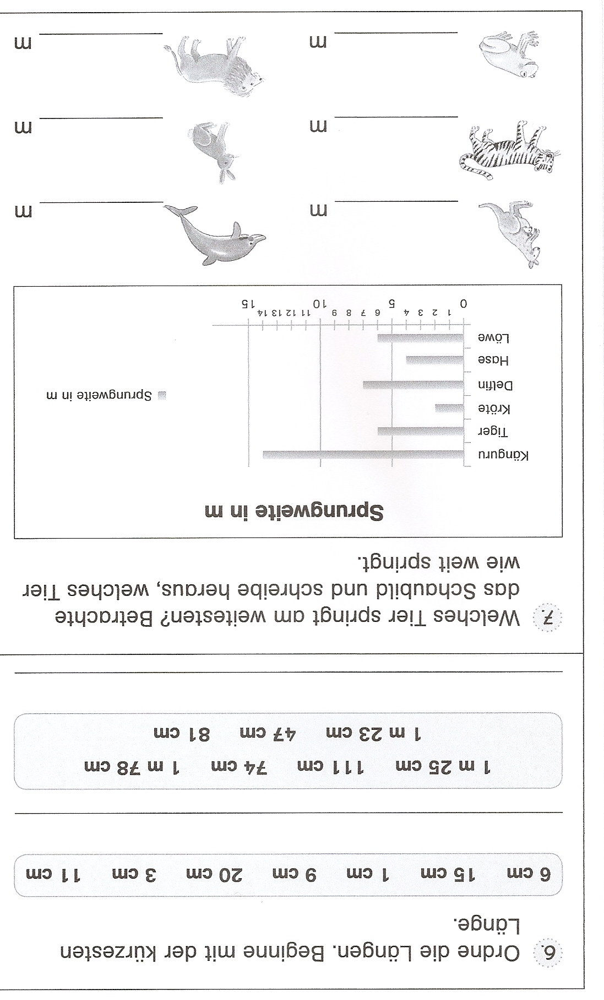 6. Ordne die Längen. Beginne mit der kürzesten
Länge.
6 cm 15 cm 1 cm 9 cm 20 cm 3 cm 11 cm
1 m 25 cm 111 cm 74 cm 1 m 78 cm
1 m 23 cm 47 cm 81 cm
7. Welches Tier springt am weitesten? Betrachte
das Schaubild und schreibe heraus, welches Tier
wie weit springt.
Sprungweite in m
Känguru
Tiger
Kröte
Delfin
Sprungweite in m
Hase
Löwe
0 1 2 3 4 5 6 7 8 9 10 11 12 13 14 15
m m
m m
m m